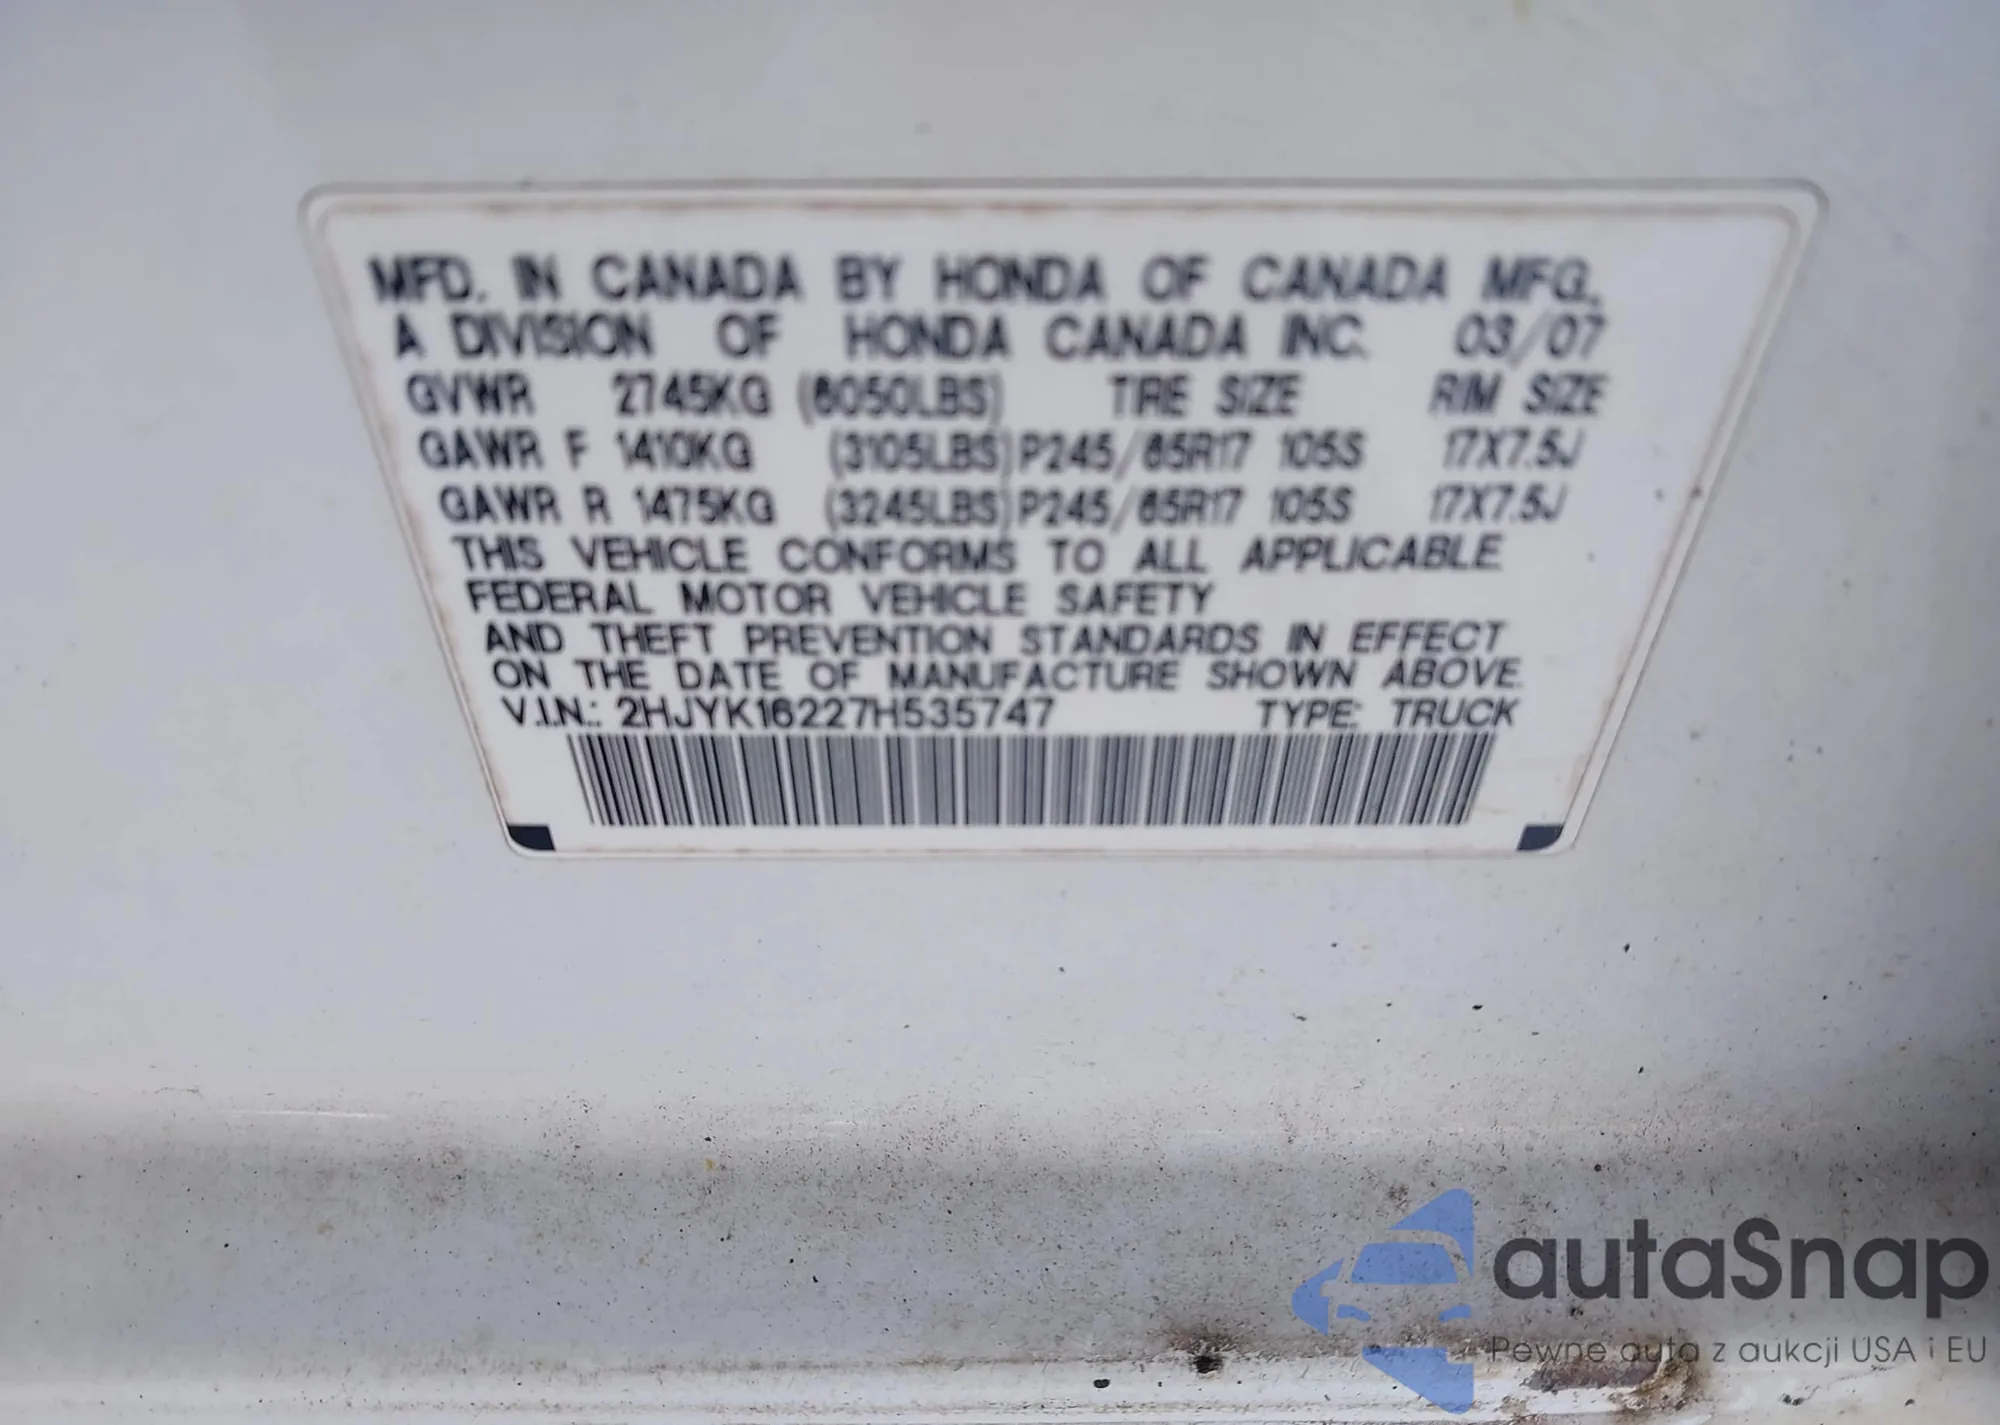 MFD. IN CANADA BY HONDA OF CANADA MFG.,
A DIVISION OF HONDA CANADA INC. 03/07
GVWR 2745KG (6050LBS) TIRE SIZE RIM SIZE
GAWR F 1410KG (3105LBS) P245/65R17 105S 17X7.5J
GAWR R 1475KG (3245LBS) P245/65R17 105S 17X7.5J
THIS VEHICLE CONFORMS TO ALL APPLICABLE
FEDERAL MOTOR VEHICLE SAFETY
AND THEFT PREVENTION STANDARDS IN EFFECT
ON THE DATE OF MANUFACTURE SHOWN ABOVE.
V.I.N.: 2HJYK16227H535747 TYPE: TRUCK
autaSnap
Pewne auta z aukcji USA i EU